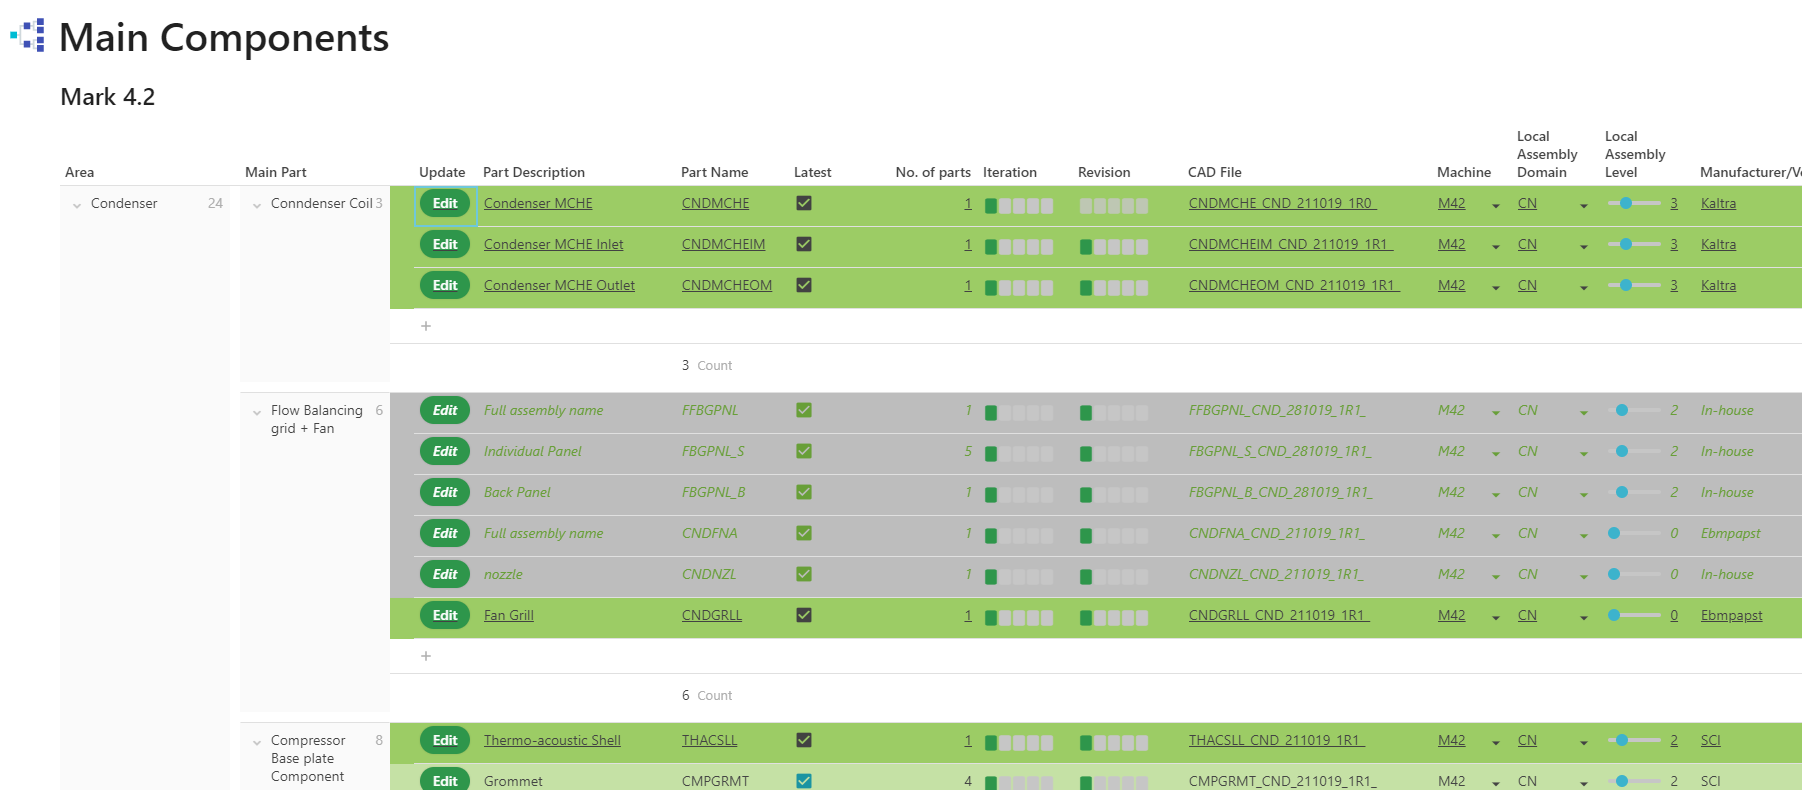 Main Components
Mark 4.2
Area Main Part Update Part Description Part Name Latest No. of parts Iteration Revision CAD File Machine Local Assembly Domain Local Assembly Level Manufacturer/Ve
Condenser 24 Conndenser Coil 3 Edit Condenser MCHE CNDMCHE 1 CNDMCHE_CND_211019_1R0_ M42 CN 3 Kaltra
Edit Condenser MCHE Inlet CNDMCHEIM 1 CNDMCHEIM_CND_211019_1R1_ M42 CN 3 Kaltra
Edit Condenser MCHE Outlet CNDMCHEOM 1 CNDMCHEOM_CND_211019_1R1_ M42 CN 3 Kaltra
+
3 Count
Flow Balancing grid + Fan 6 Edit Full assembly name FFBGPNL 1 FFBGPNL_CND_281019_1R1_ M42 CN 2 In-house
Edit Individual Panel FBGPNL_S 5 FBGPNL_S_CND_281019_1R1_ M42 CN 2 In-house
Edit Back Panel FBGPNL_B 1 FBGPNL_B_CND_281019_1R1_ M42 CN 2 In-house
Edit Full assembly name CNDFNA 1 CNDFNA_CND_211019_1R1_ M42 CN 0 Ebmpapst
Edit nozzle CNDNZL 1 CNDNZL_CND_211019_1R1_ M42 CN 0 In-house
Edit Fan Grill CNDGRLL 1 CNDGRLL_CND_211019_1R1_ M42 CN 0 Ebmpapst
+
6 Count
Compressor Base plate Component 8 Edit Thermo-acoustic Shell THACSLL 1 THACSLL_CND_211019_1R1_ M42 CN 2 SCI
Edit Grommet CMPGRMT 4 CMPGRMT_CND_211019_1R1_ M42 CN 2 SCI